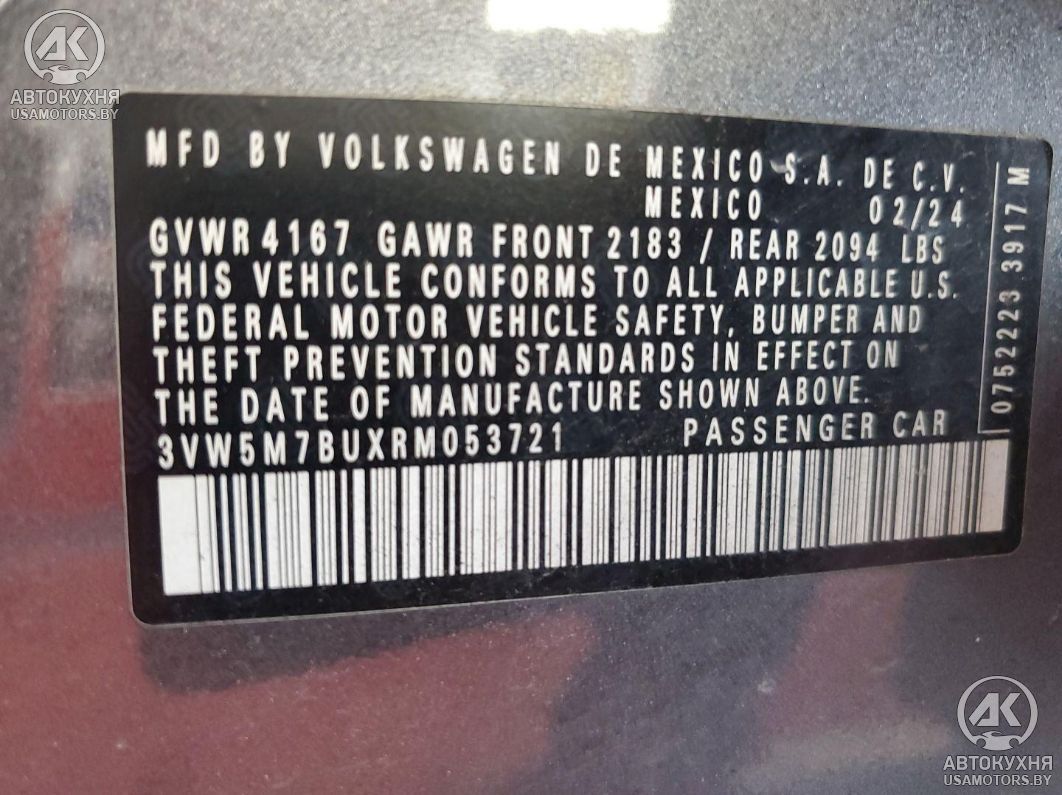 AK
АВТОКУХНЯ
USAMOTORS.BY
MFD BY VOLKSWAGEN DE MEXICO S.A. DE C.V.
MEXICO 02/24
GVWR 4167 GAWR FRONT 2183 / REAR 2094 LBS
THIS VEHICLE CONFORMS TO ALL APPLICABLE U.S.
FEDERAL MOTOR VEHICLE SAFETY, BUMPER AND
THEFT PREVENTION STANDARDS IN EFFECT ON
THE DATE OF MANUFACTURE SHOWN ABOVE.
3VW5M7BUXRM053721 PASSENGER CAR
0752223 3917 M
AK
АВТОКУХНЯ
USAMOTORS.BY